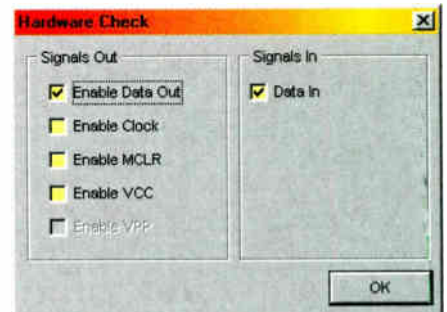 Hardware Check
Signals Out
Enable Data Out
Enable Clock
Enable MCLR
Enable VCC
Enable VPP
Signals In
Data In
OK